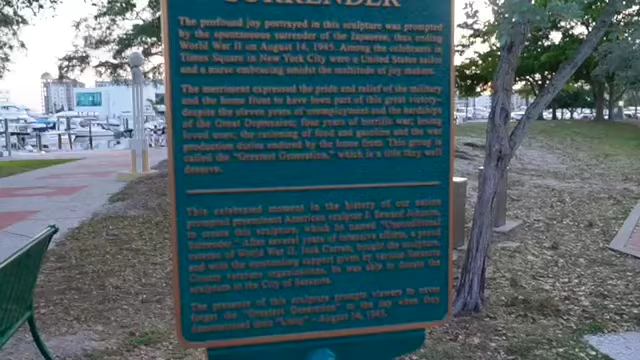 SURRENDER
The profound joy portrayed in this sculpture was prompted
by the spontaneous surrender of the Japanese, thus ending
World War II on August 14, 1945. Among the celebrants in
Times Square in New York City were a United States sailor
and a nurse embracing amidst the multitude of joy makers.
The merriment expressed the pride and relief of the military
and the home front to have been part of this great victory-
despite the eleven years of unemployment and the hardships
of the Great Depression, four years of horrific war, losing
loved ones, the rationing of food and gasoline and the war
production duties endured by the home front. This group is
called the "Greatest Generation," which is a title they well
deserve.
This celebrated moment in the history of our nation
prompted preeminent American sculptor J. Seward Johnson,
to create this sculpture, which he named "Unconditional
Surrender." After several years of intensive efforts, a proud
veteran of World War II, Jack Curran, bought the sculpture
and with the support given by various Sarasota
County veterans organizations, he was able to donate the
sculpture to the City of Sarasota.
The presence of this sculpture prompts viewers to never
forget the "Greatest Generation" in the joy when they
demonstrated their - August 14, 1945.